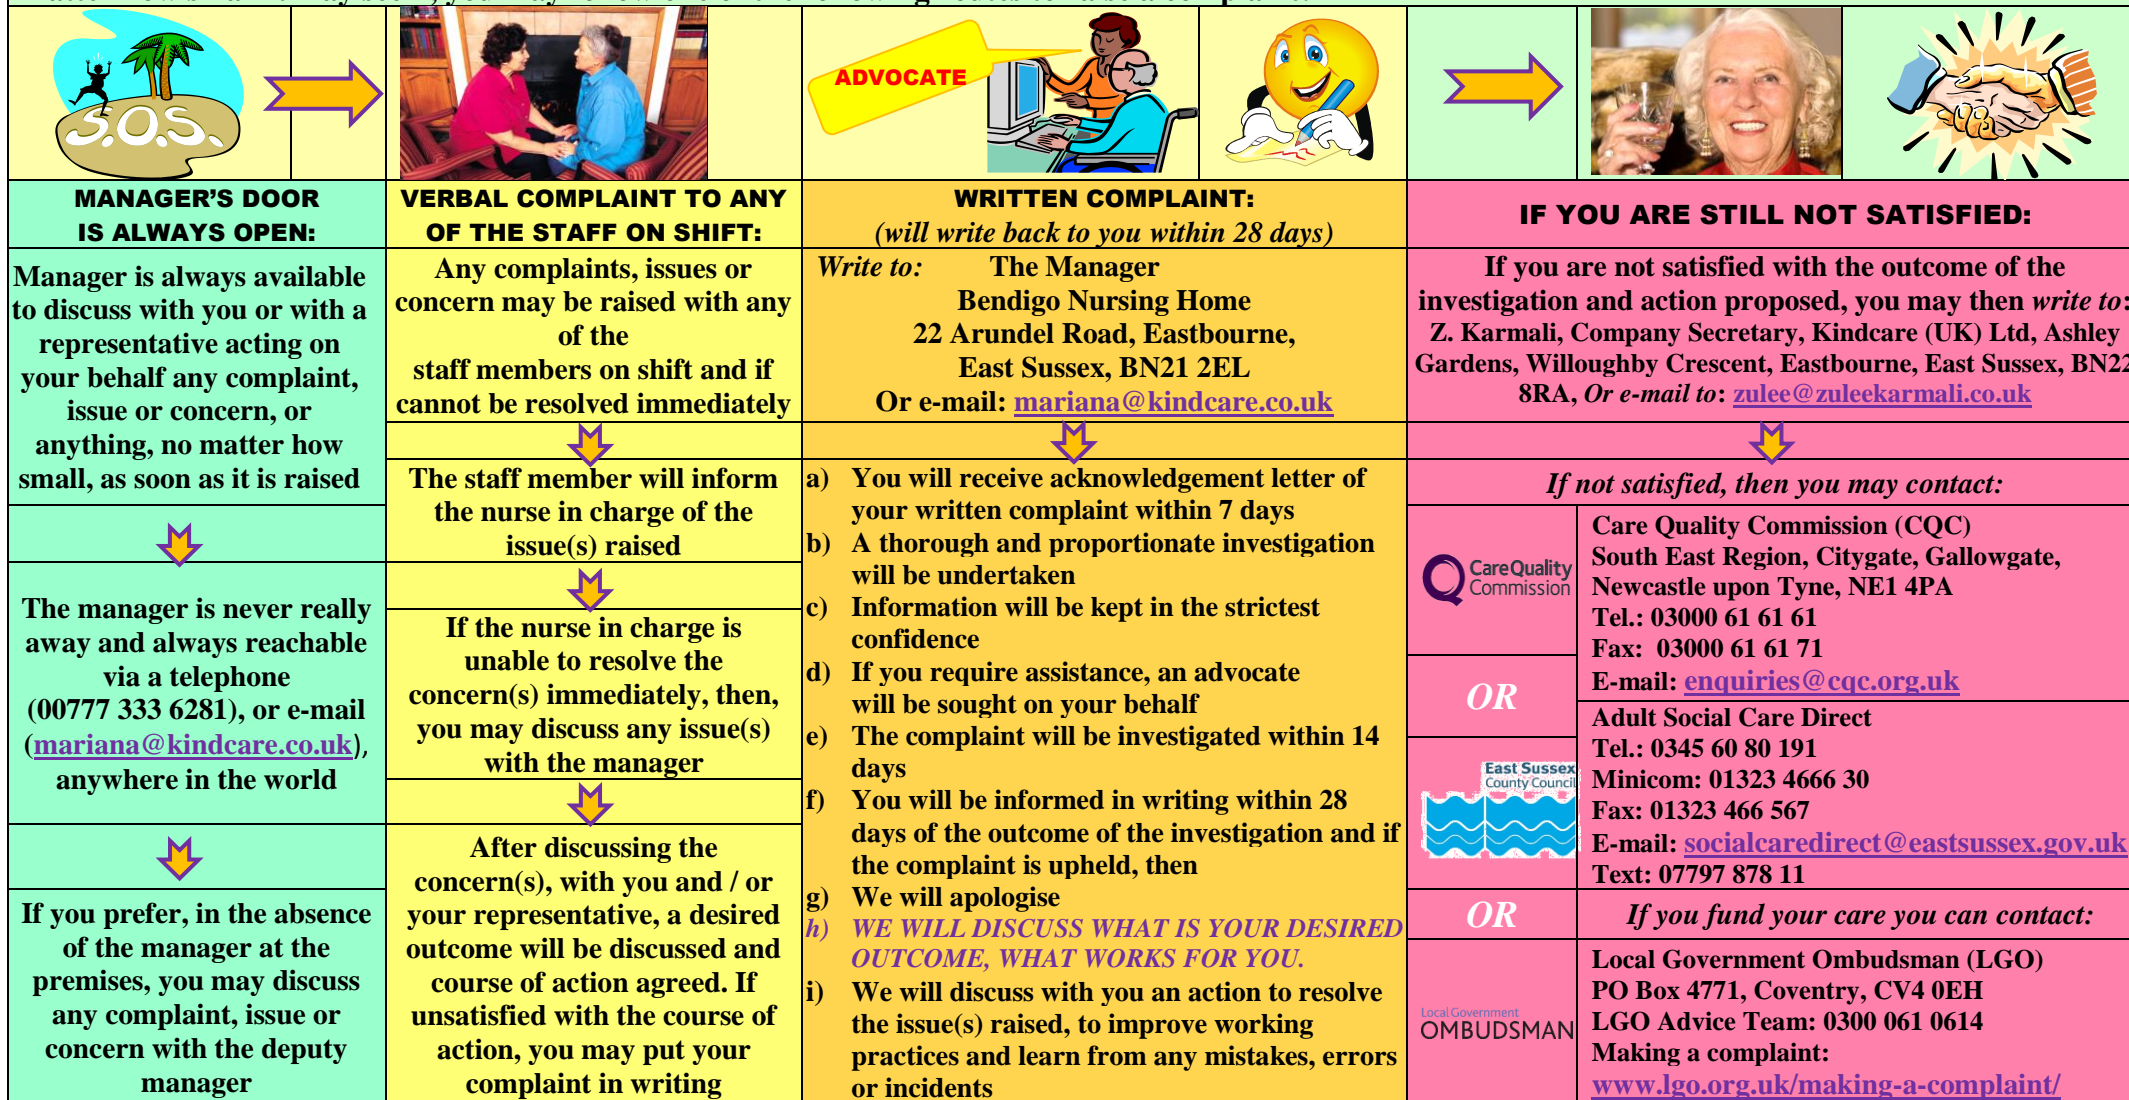 S.O.S.
ADVOCATE
MANAGER'S DOOR
IS ALWAYS OPEN:
Manager is always available
to discuss with you or with a
representative acting on
your behalf any complaint,
issue or concern, or
anything, no matter how
small, as soon as it is raised
The manager is never really
away and always reachable
via a telephone
(00777 333 6281), or e-mail
(mariana@kindcare.co.uk),
anywhere in the world
If you prefer, in the absence
of the manager at the
premises, you may discuss
any complaint, issue or
concern with the deputy
manager
VERBAL COMPLAINT TO ANY
OF THE STAFF ON SHIFT:
Any complaints, issues or
concern may be raised with any
of the
staff members on shift and if
cannot be resolved immediately
The staff member will inform
the nurse in charge of the
issue(s) raised
If the nurse in charge is
unable to resolve the
concern(s) immediately, then,
you may discuss any issue(s)
with the manager
After discussing the
concern(s), with you and / or
your representative, a desired
outcome will be discussed and
course of action agreed. If
unsatisfied with the course of
action, you may put your
complaint in writing
WRITTEN COMPLAINT:
(will write back to you within 28 days)
Write to: The Manager
Bendigo Nursing Home
22 Arundel Road, Eastbourne,
East Sussex, BN21 2EL
Or e-mail: mariana@kindcare.co.uk
a) You will receive acknowledgement letter of
your written complaint within 7 days
b) A thorough and proportionate investigation
will be undertaken
c) Information will be kept in the strictest
confidence
d) If you require assistance, an advocate
will be sought on your behalf
e) The complaint will be investigated within 14
days
f) You will be informed in writing within 28
days of the outcome of the investigation and if
the complaint is upheld, then
g) We will apologise
h) WE WILL DISCUSS WHAT IS YOUR DESIRED
OUTCOME, WHAT WORKS FOR YOU.
i) We will discuss with you an action to resolve
the issue(s) raised, to improve working
practices and learn from any mistakes, errors
or incidents
IF YOU ARE STILL NOT SATISFIED:
If you are not satisfied with the outcome of the
investigation and action proposed, you may then write to:
Z. Karmali, Company Secretary, Kindcare (UK) Ltd, Ashley
Gardens, Willoughby Crescent, Eastbourne, East Sussex, BN22
8RA, Or e-mail to: zulee@zuleekarmali.co.uk
If not satisfied, then you may contact:
CareQuality
Commission
Care Quality Commission (CQC)
South East Region, Citygate, Gallowgate,
Newcastle upon Tyne, NE1 4PA
Tel.: 03000 61 61 61
Fax: 03000 61 61 71
E-mail: enquiries@cqc.org.uk
OR
East Sussex
County Council
Adult Social Care Direct
Tel.: 0345 60 80 191
Minicom: 01323 4666 30
Fax: 01323 466 567
E-mail: socialcaredirect@eastsussex.gov.uk
Text: 07797 878 11
OR
If you fund your care you can contact:
Local Government
OMBUDSMAN
Local Government Ombudsman (LGO)
PO Box 4771, Coventry, CV4 0EH
LGO Advice Team: 0300 061 0614
Making a complaint:
www.lgo.org.uk/making-a-complaint/